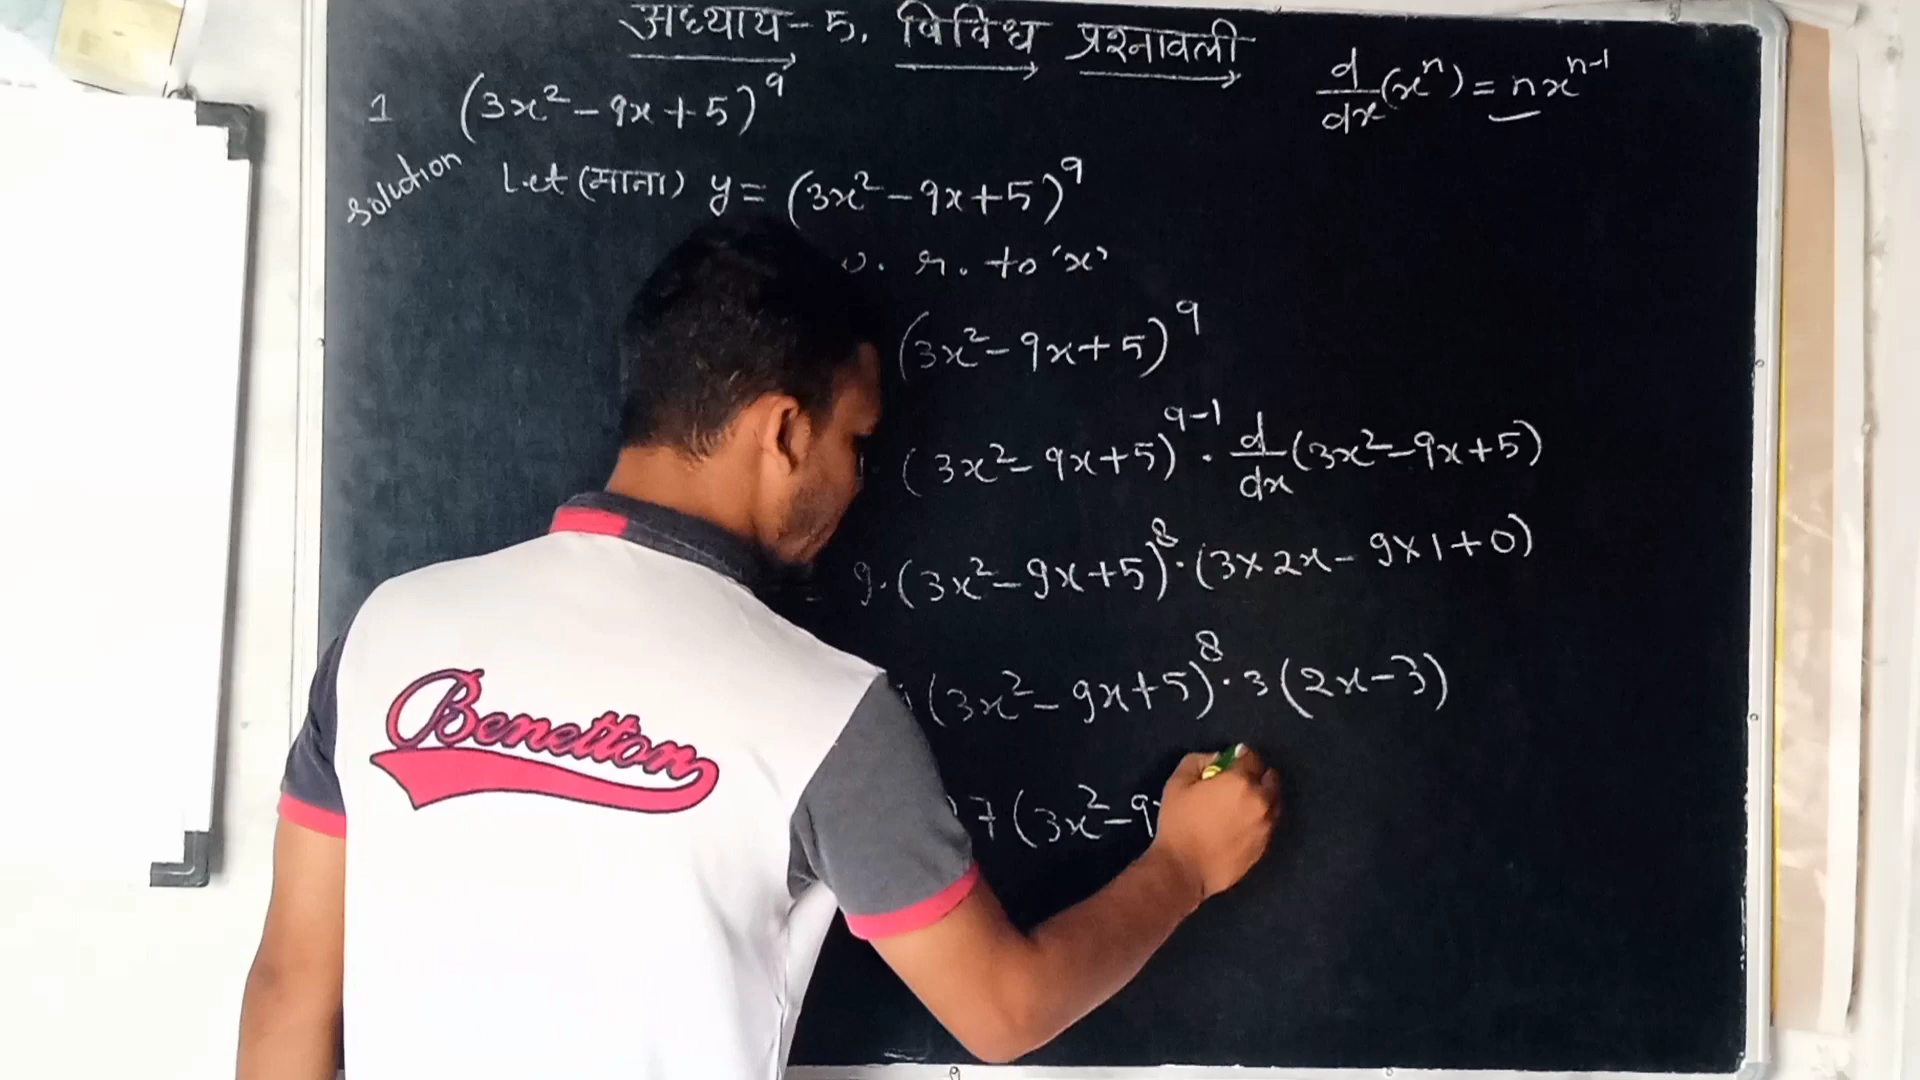 अध्याय-5, विविध प्रश्नावली
d/dx (xⁿ) = nxⁿ⁻¹
1 (3x² - 9x + 5)⁹
solution
Let (माना) y = (3x² - 9x + 5)⁹
r. to 'x'
(3x² - 9x + 5)⁹
(3x² - 9x + 5)⁹⁻¹ · d/dx (3x² - 9x + 5)
9 · (3x² - 9x + 5)⁸ · (3 × 2x - 9 × 1 + 0)
(3x² - 9x + 5)⁸ · 3 (2x - 3)
7 (3x² - 9
Benetton